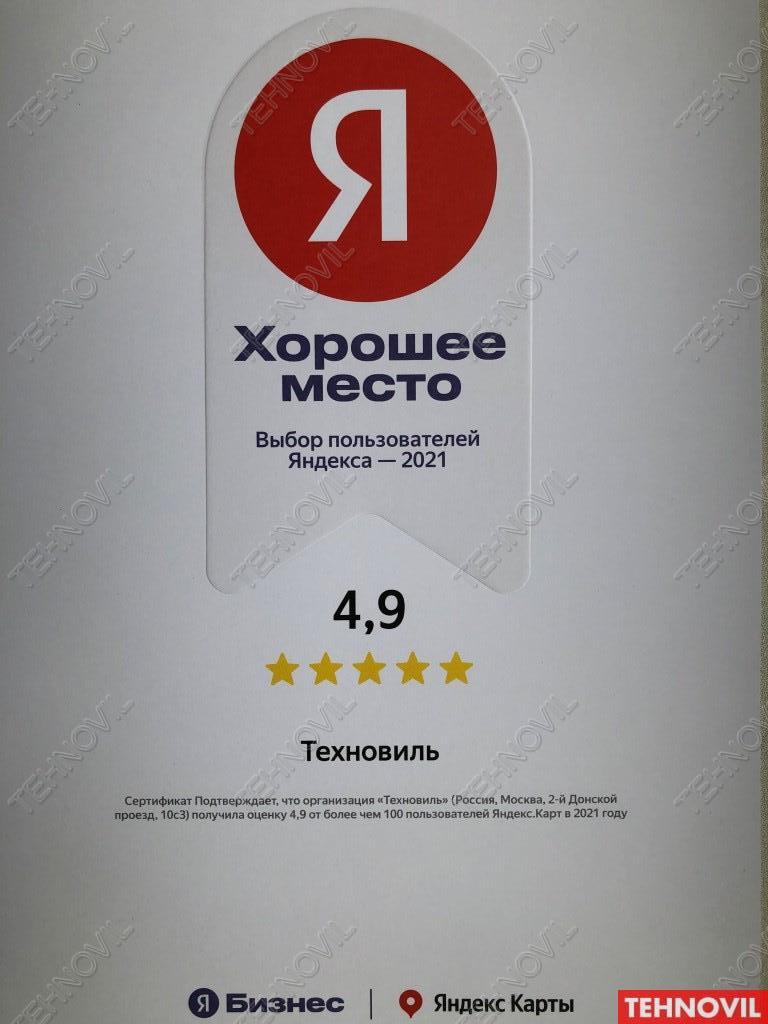 Я
Хорошее
место
Выбор пользователей
Яндекса — 2021
4,9
Техновиль
Сертификат Подтверждает, что организация «Техновиль» (Россия, Москва, 2-й Донской
проезд, 10с3) получила оценку 4,9 от более чем 100 пользователей Яндекс.Карт в 2021 году
Я Бизнес | Яндекс Карты
TEHNOVIL